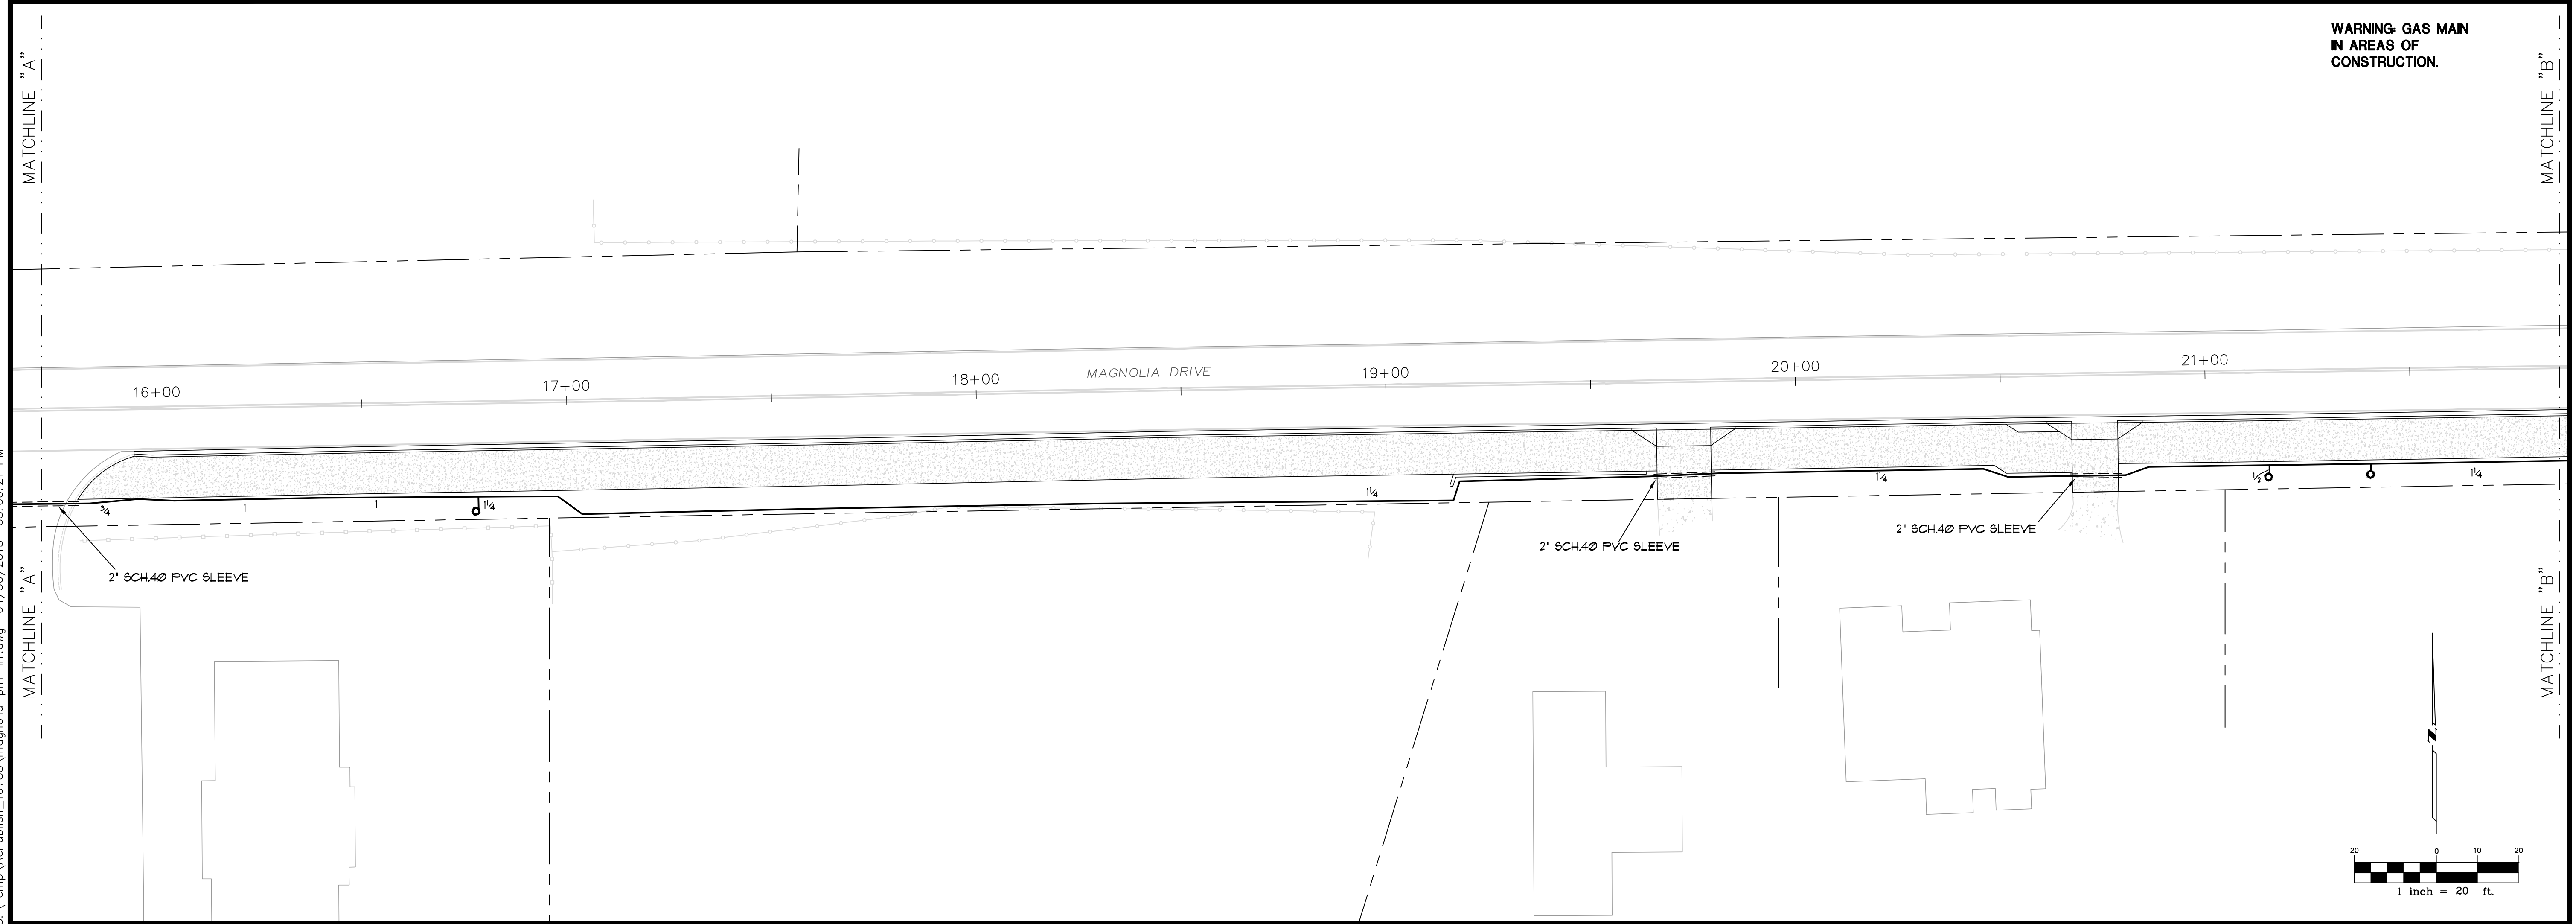 WARNING: GAS MAIN
IN AREAS OF
CONSTRUCTION.
MATCHLINE "A"
MATCHLINE "B"
16+00
17+00
18+00
MAGNOLIA DRIVE
19+00
20+00
21+00
3/4
1
1
1¼
1¼
1¼
1/2
1¼
2" SCH.40 PVC SLEEVE
2" SCH.40 PVC SLEEVE
2" SCH.40 PVC SLEEVE
MATCHLINE "A"
MATCHLINE "B"
N
20
0
10
20
1 inch = 20 ft.